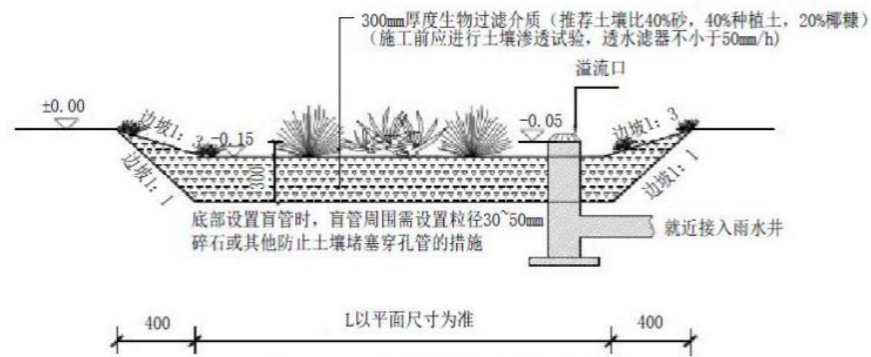 300mm厚度生物过滤介质（推荐土壤比40%砂，40%种植土，20%椰糠）
（施工前应进行土壤渗透试验，透水滤器不小于50mm/h)
溢流口
±0.00
-0.05
边坡1：3
-0.15
边坡1：3
边坡1：1
300
边坡1：1
底部设置盲管时，盲管周围需设置粒径30~50mm
碎石或其他防止土壤堵塞穿孔管的措施
就近接入雨水井
400
L以平面尺寸为准
400